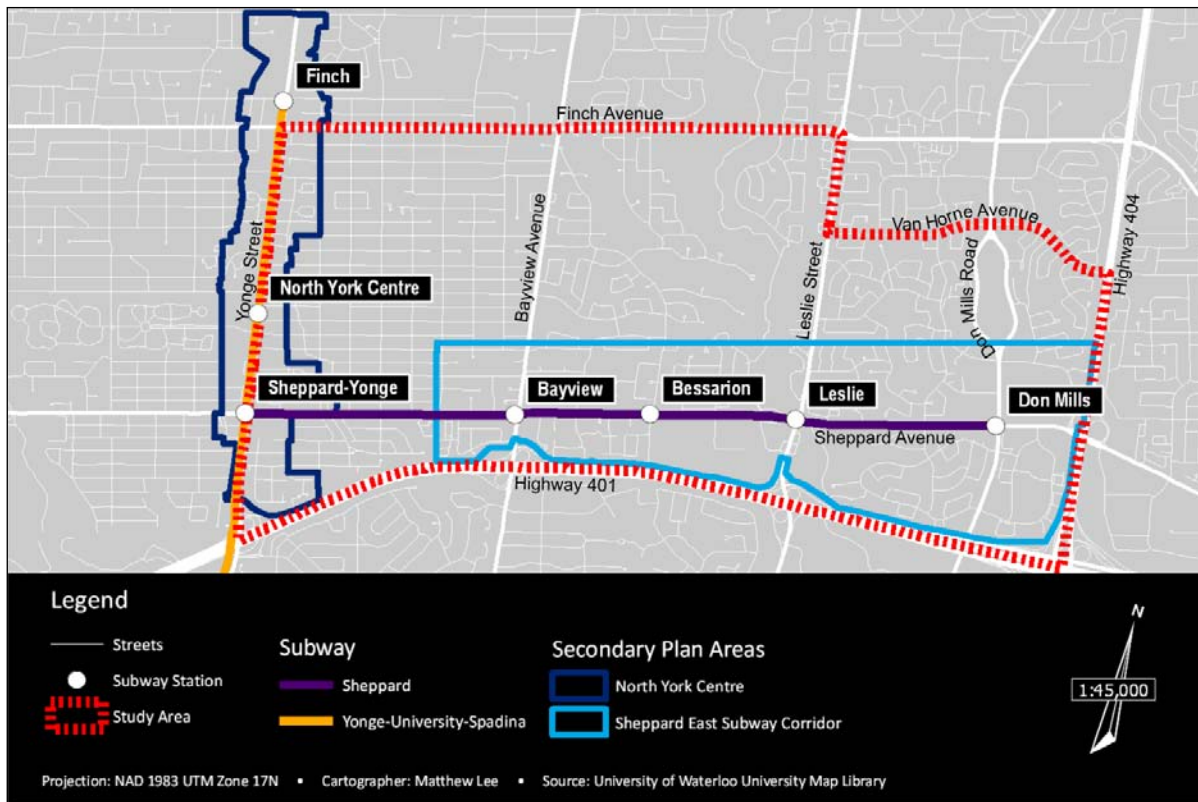 Finch
Finch Avenue
Van Horne Avenue
Highway 404
Bayview Avenue
Leslie Street
Don Mills Road
Yonge Street
North York Centre
Sheppard-Yonge
Bayview
Bessarion
Leslie
Don Mills
Sheppard Avenue
Highway 401
Legend
Streets
Subway Station
Study Area
Subway
Sheppard
Yonge-University-Spadina
Secondary Plan Areas
North York Centre
Sheppard East Subway Corridor
N
1:45,000
Projection: NAD 1983 UTM Zone 17N • Cartographer: Matthew Lee • Source: University of Waterloo University Map Library